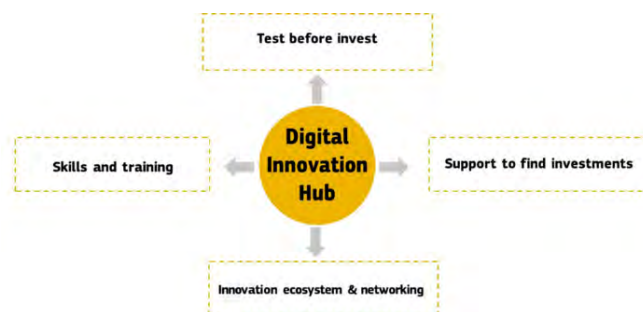 Test before invest
Skills and training
Digital
Innovation
Hub
Support to find investments
Innovation ecosystem & networking